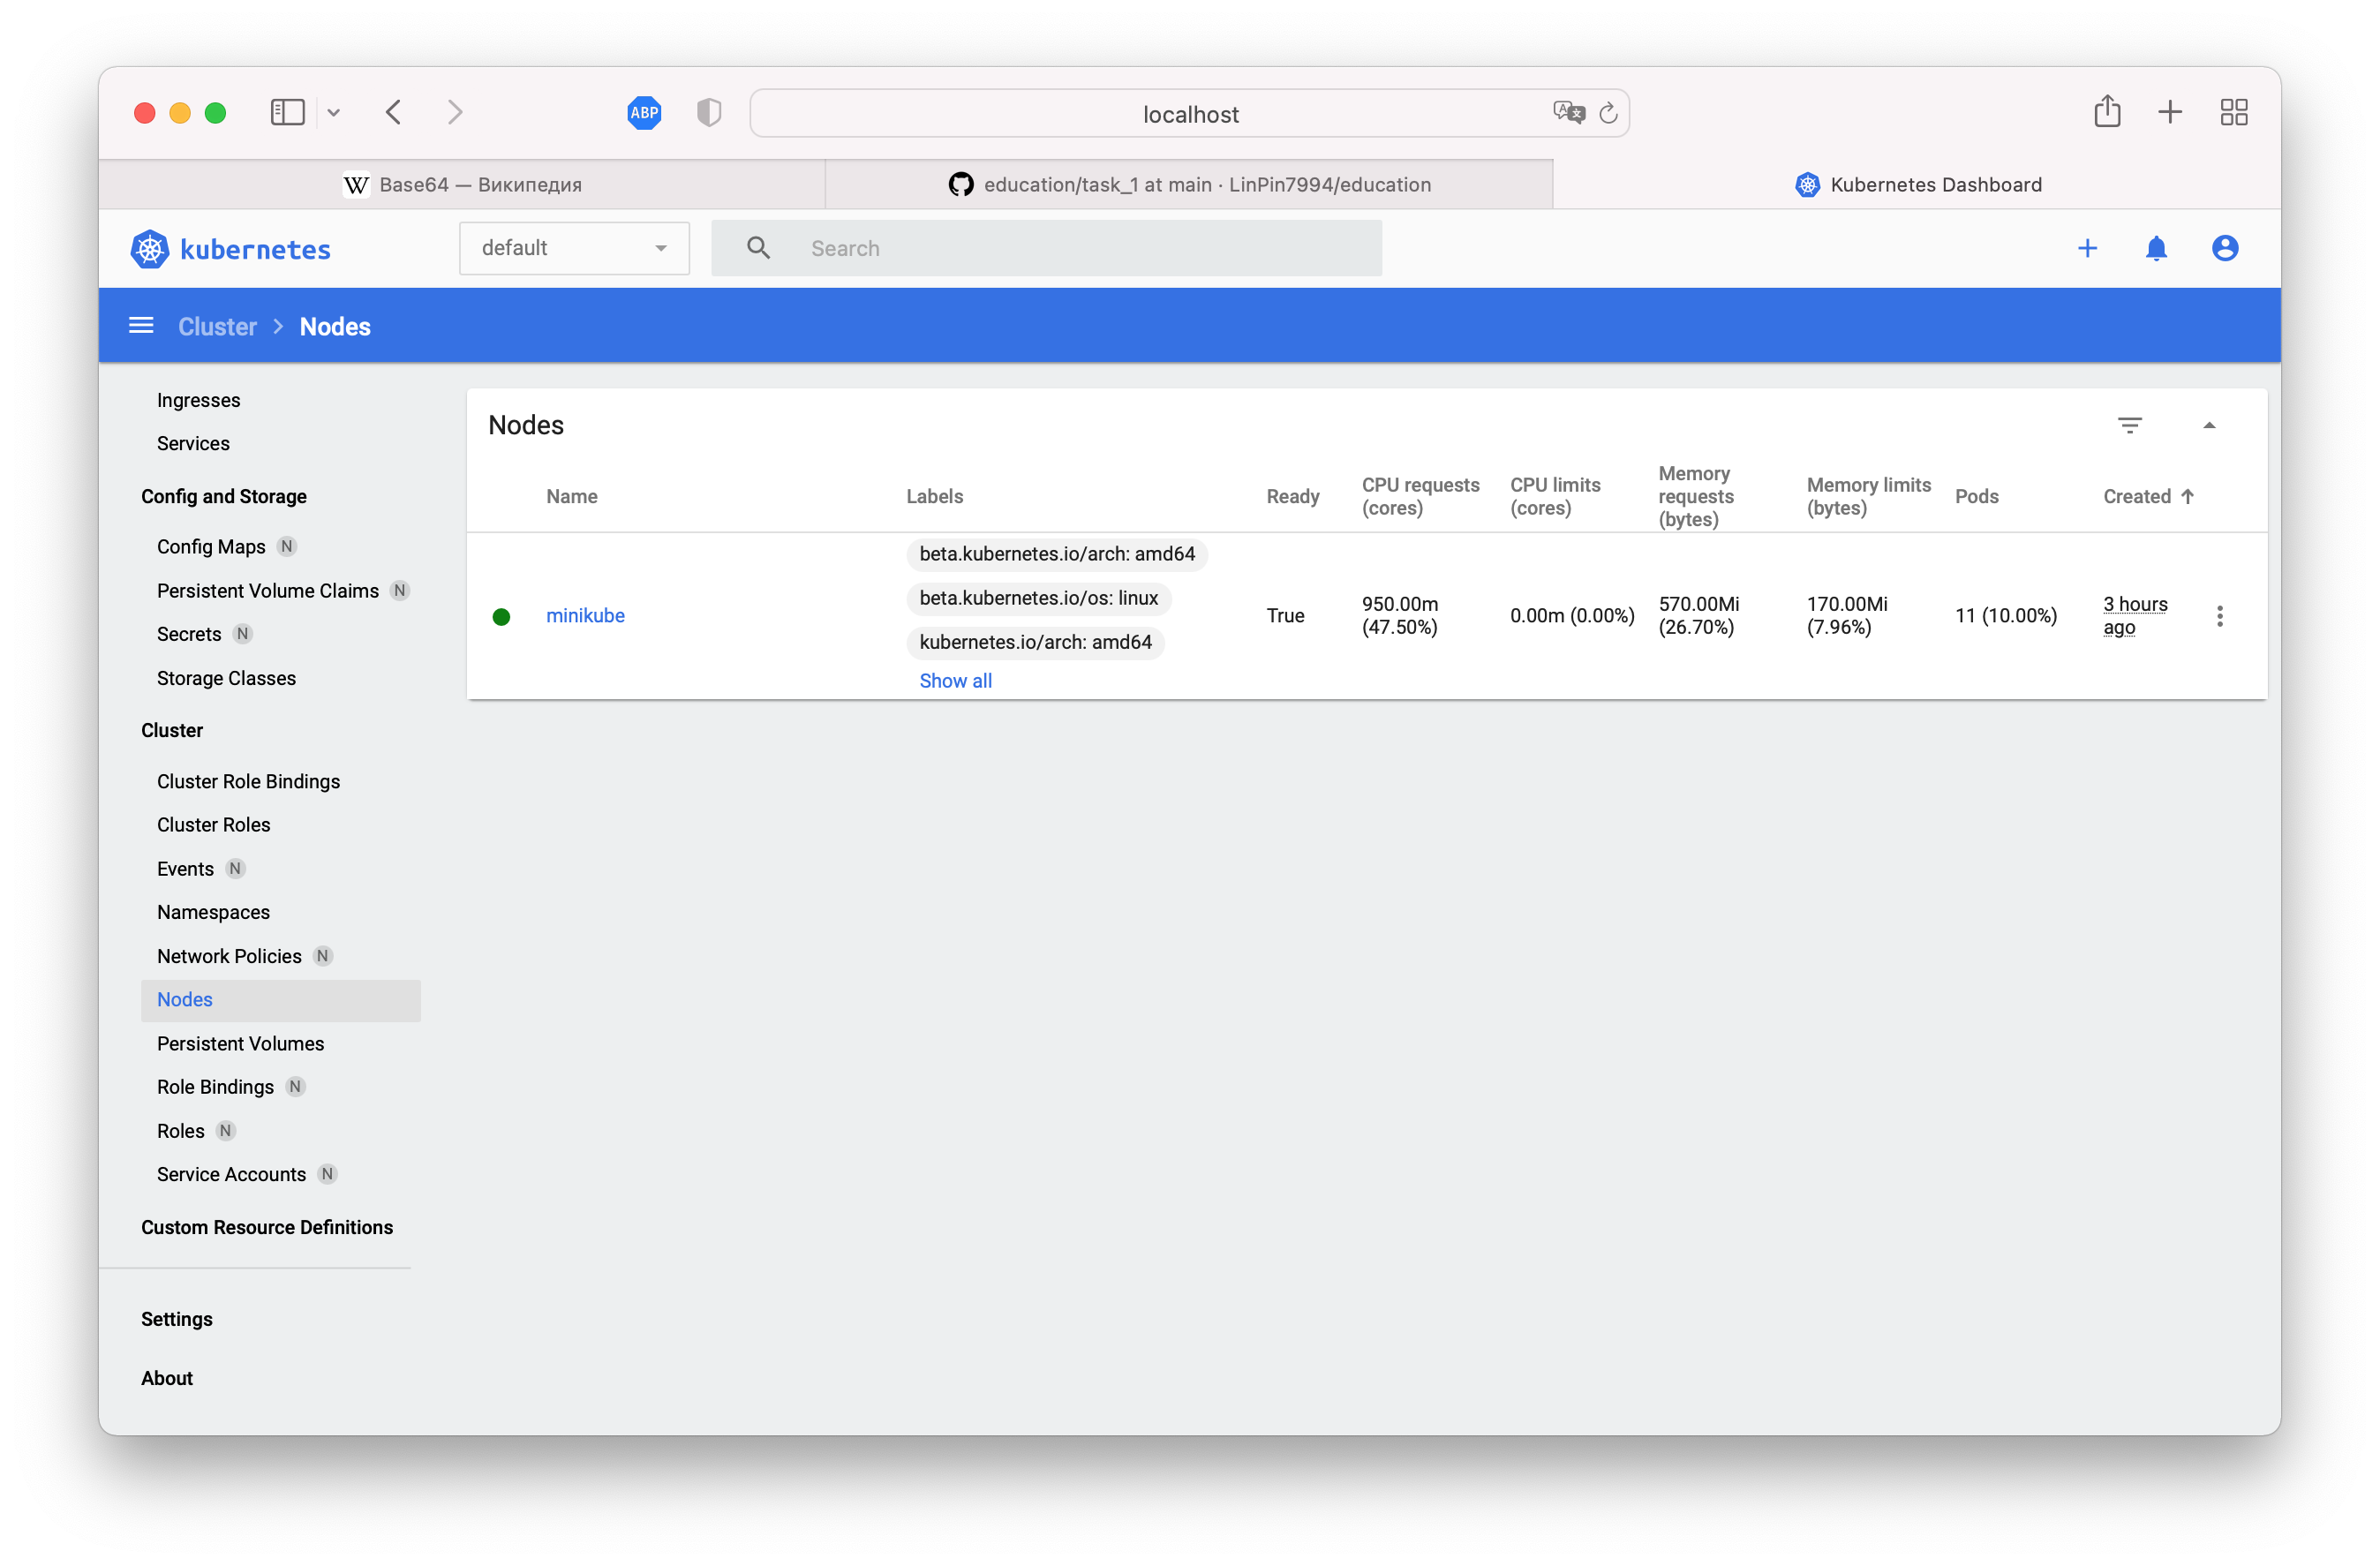 ABP
localhost
W Base64 — Википедия
education/task_1 at main · LinPin7994/education
Kubernetes Dashboard
kubernetes
default
Search
Cluster > Nodes
Ingresses
Services
Config and Storage
Config Maps N
Persistent Volume Claims N
Secrets N
Storage Classes
Cluster
Cluster Role Bindings
Cluster Roles
Events N
Namespaces
Network Policies N
Nodes
Persistent Volumes
Role Bindings N
Roles N
Service Accounts N
Custom Resource Definitions
Settings
About
Nodes
Name
Labels
Ready
CPU requests
(cores)
CPU limits
(cores)
Memory
requests
(bytes)
Memory limits
(bytes)
Pods
Created
minikube
beta.kubernetes.io/arch: amd64
beta.kubernetes.io/os: linux
kubernetes.io/arch: amd64
Show all
True
950.00m
(47.50%)
0.00m (0.00%)
570.00Mi
(26.70%)
170.00Mi
(7.96%)
11 (10.00%)
3 hours
ago